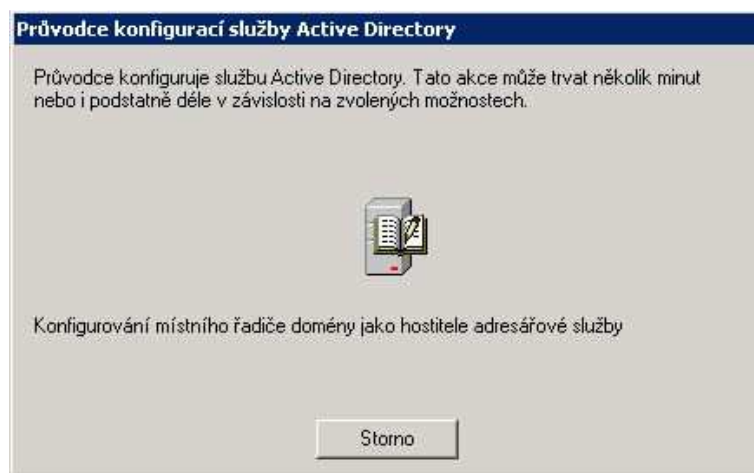 Průvodce konfigurací služby Active Directory
Průvodce konfiguruje službu Active Directory. Tato akce může trvat několik minut
nebo i podstatně déle v závislosti na zvolených možnostech.
Konfigurování místního řadiče domény jako hostitele adresářové služby
Storno